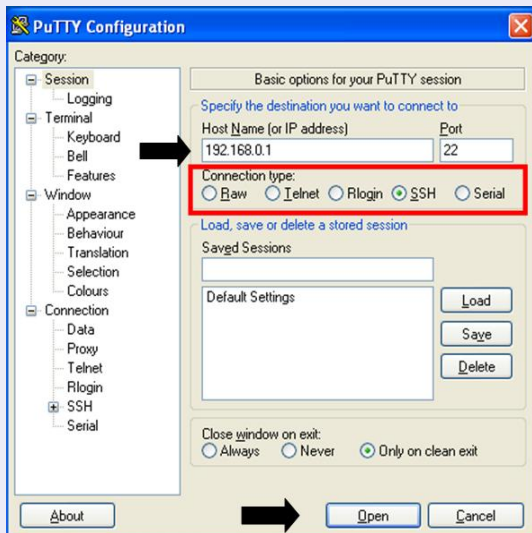 PuTTY Configuration
Category:
Session
Logging
Terminal
Keyboard
Bell
Features
Window
Appearance
Behaviour
Translation
Selection
Colours
Connection
Data
Proxy
Telnet
Rlogin
SSH
Serial
Basic options for your PuTTY session
Specify the destination you want to connect to
Host Name (or IP address) Port
192.168.0.1 22
Connection type:
Raw Telnet Rlogin SSH Serial
Load, save or delete a stored session
Saved Sessions
Default Settings
Load
Save
Delete
Close window on exit:
Always Never Only on clean exit
About Open Cancel